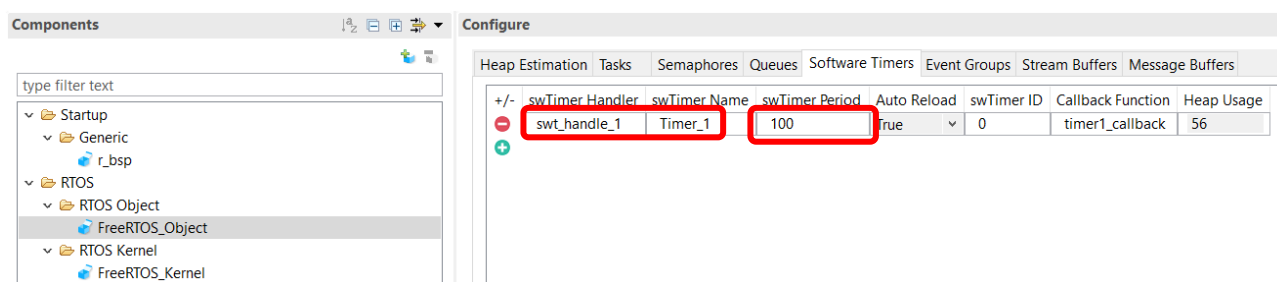 Components
Configure
type filter text
Startup
Generic
r_bsp
RTOS
RTOS Object
FreeRTOS_Object
RTOS Kernel
FreeRTOS_Kernel
Heap Estimation Tasks Semaphores Queues Software Timers Event Groups Stream Buffers Message Buffers
+/- swTimer Handler swTimer Name swTimer Period Auto Reload swTimer ID Callback Function Heap Usage
swt_handle_1 Timer_1 100 True 0 timer1_callback 56